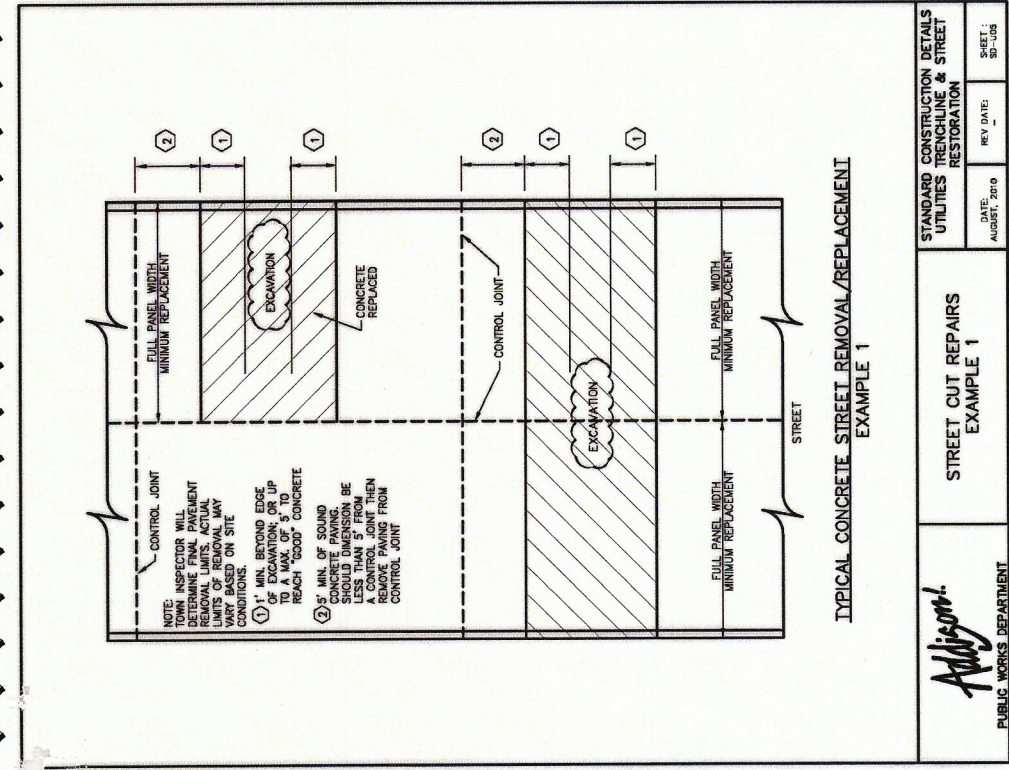 CONTROL JOINT
NOTE:
TOWN INSPECTOR WILL
DETERMINE FINAL PAVEMENT
REMOVAL LIMITS. ACTUAL
LIMITS OF REMOVAL MAY
VARY BASED ON SITE
CONDITIONS.
1 1' MIN. BEYOND EDGE
OF EXCAVATION; OR UP
TO A MAX. OF 5' TO
REACH "GOOD" CONCRETE
2 5' MIN. OF SOUND
CONCRETE PAVING.
SHOULD DIMENSION BE
LESS THAN 5' FROM
A CONTROL JOINT THEN
REMOVE PAVING FROM
CONTROL JOINT
FULL PANEL WIDTH
MINIMUM REPLACEMENT
EXCAVATION
CONCRETE
REPLACED
2
1
1
CONTROL JOINT
2
1
1
EXCAVATION
FULL PANEL WIDTH
MINIMUM REPLACEMENT
FULL PANEL WIDTH
MINIMUM REPLACEMENT
STREET
TYPICAL CONCRETE STREET REMOVAL/REPLACEMENT
EXAMPLE 1
Addison!
PUBLIC WORKS DEPARTMENT
STREET CUT REPAIRS
EXAMPLE 1
STANDARD CONSTRUCTION DETAILS
UTILITIES TRENCHLINE & STREET
RESTORATION
DATE:
AUGUST, 2010
REV DATE:
–
SHEET :
SD-U05